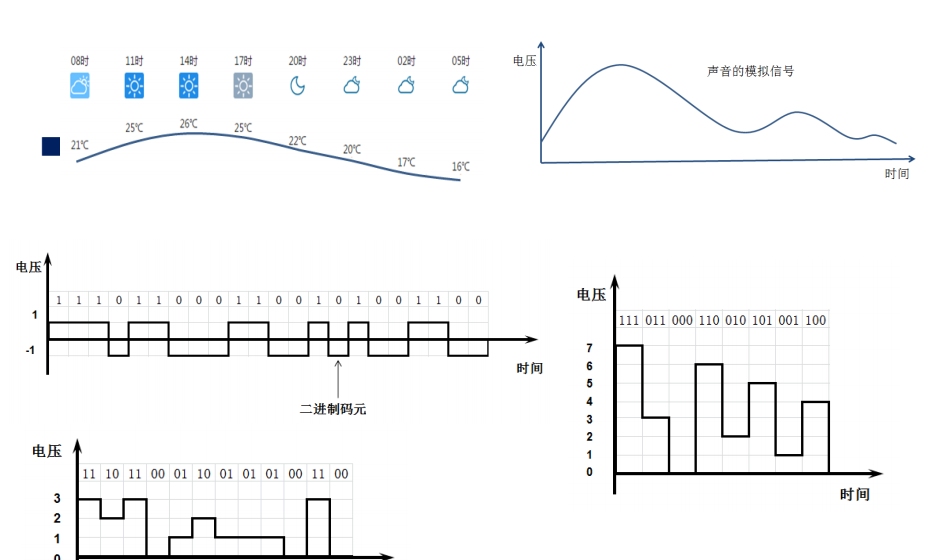 08时 11时 14时 17时 20时 23时 02时 05时
21℃ 25℃ 26℃ 25℃ 22℃ 20℃ 17℃ 16℃
电压
声音的模拟信号
时间
电压
1 1 1 0 1 1 0 0 0 1 1 0 0 1 0 1 0 0 1 1 0 0
1
-1
时间
二进制码元
电压
111 011 000 110 010 101 001 100
7
6
5
4
3
2
1
0
时间
电压
11 10 11 00 01 10 01 01 01 00 11 00
3
2
1
0